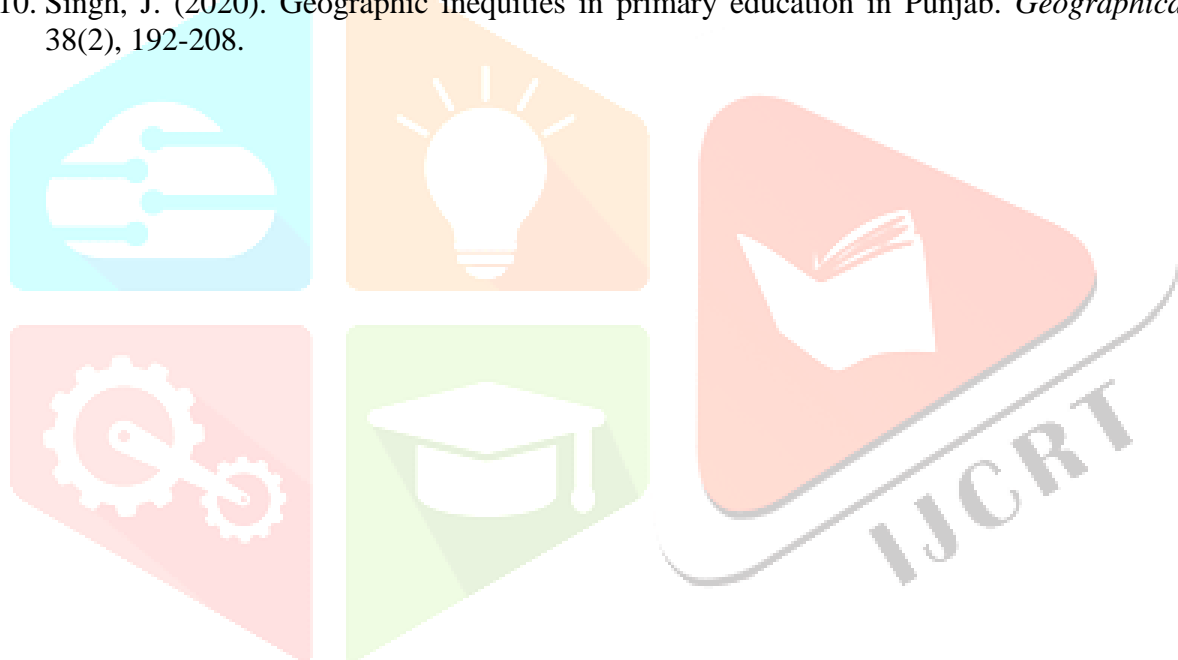 10. Singh, J. (2020). Geographic inequities in primary education in Punjab. Geographica
38(2), 192-208.
IJCRT